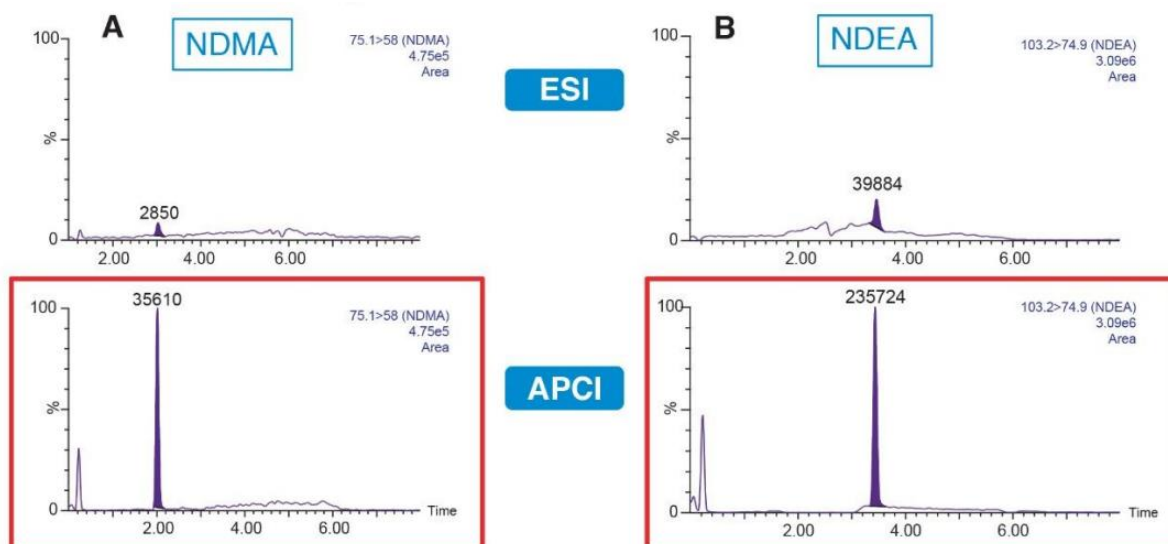 A
NDMA
75.1>58 (NDMA)
4.75e5
Area
100
%
0
2850
2.00 4.00 6.00
ESI
B
NDEA
103.2>74.9 (NDEA)
3.09e6
Area
100
%
0
39884
2.00 4.00 6.00
35610
75.1>58 (NDMA)
4.75e5
Area
100
%
0
2.00 4.00 6.00
Time
APCI
235724
103.2>74.9 (NDEA)
3.09e6
Area
100
%
0
2.00 4.00 6.00
Time